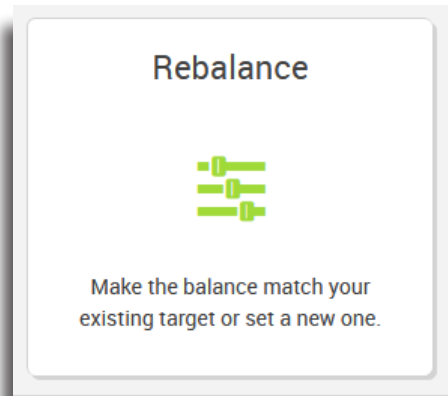 Rebalance
Make the balance match your
existing target or set a new one.